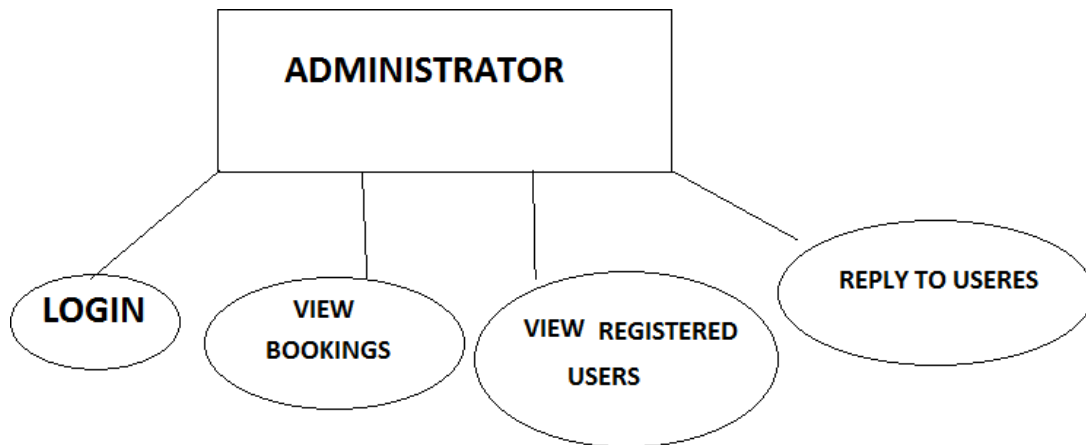 ADMINISTRATOR
LOGIN
VIEW
BOOKINGS
VIEW REGISTERED
USERS
REPLY TO USERES